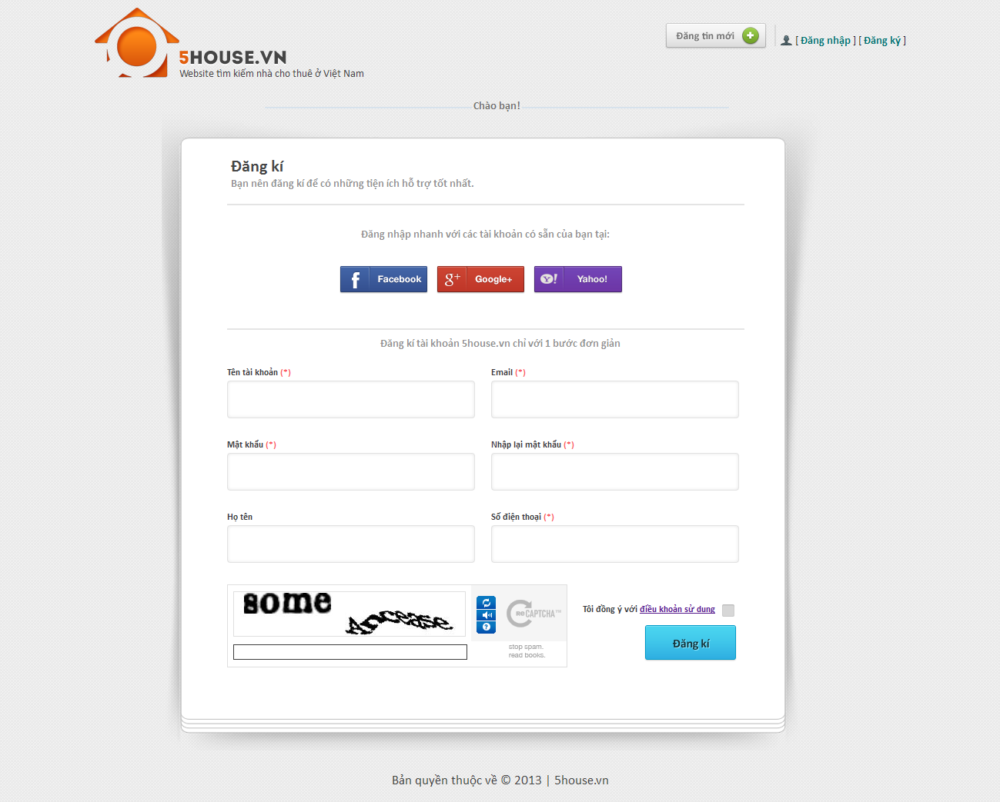 5HOUSE.VN
Website tìm kiếm nhà cho thuê ở Việt Nam
Đăng tin mới
[ Đăng nhập ] [ Đăng ký ]
Chào bạn!
Đăng kí
Bạn nên đăng kí để có những tiện ích hỗ trợ tốt nhất.
Đăng nhập nhanh với các tài khoản có sẵn của bạn tại:
f Facebook
g+ Google+
Y! Yahoo!
Đăng kí tài khoản 5house.vn chỉ với 1 bước đơn giản
Tên tài khoản (*)
Email (*)
Mật khẩu (*)
Nhập lại mật khẩu (*)
Họ tên
Số điện thoại (*)
some
reCAPTCHA™
stop spam.
read books.
Tôi đồng ý với điều khoản sử dụng
Đăng kí
Bản quyền thuộc về © 2013 | 5house.vn